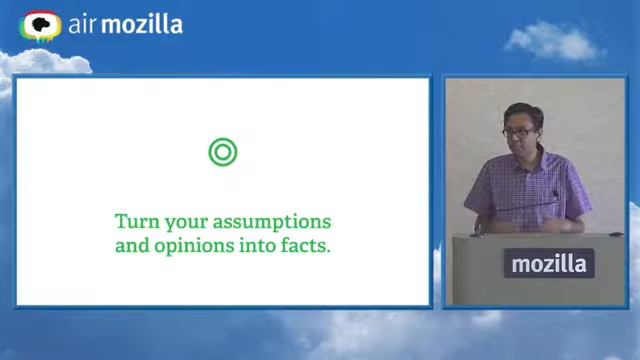 air mozilla
Turn your assumptions
and opinions into facts.
mozilla